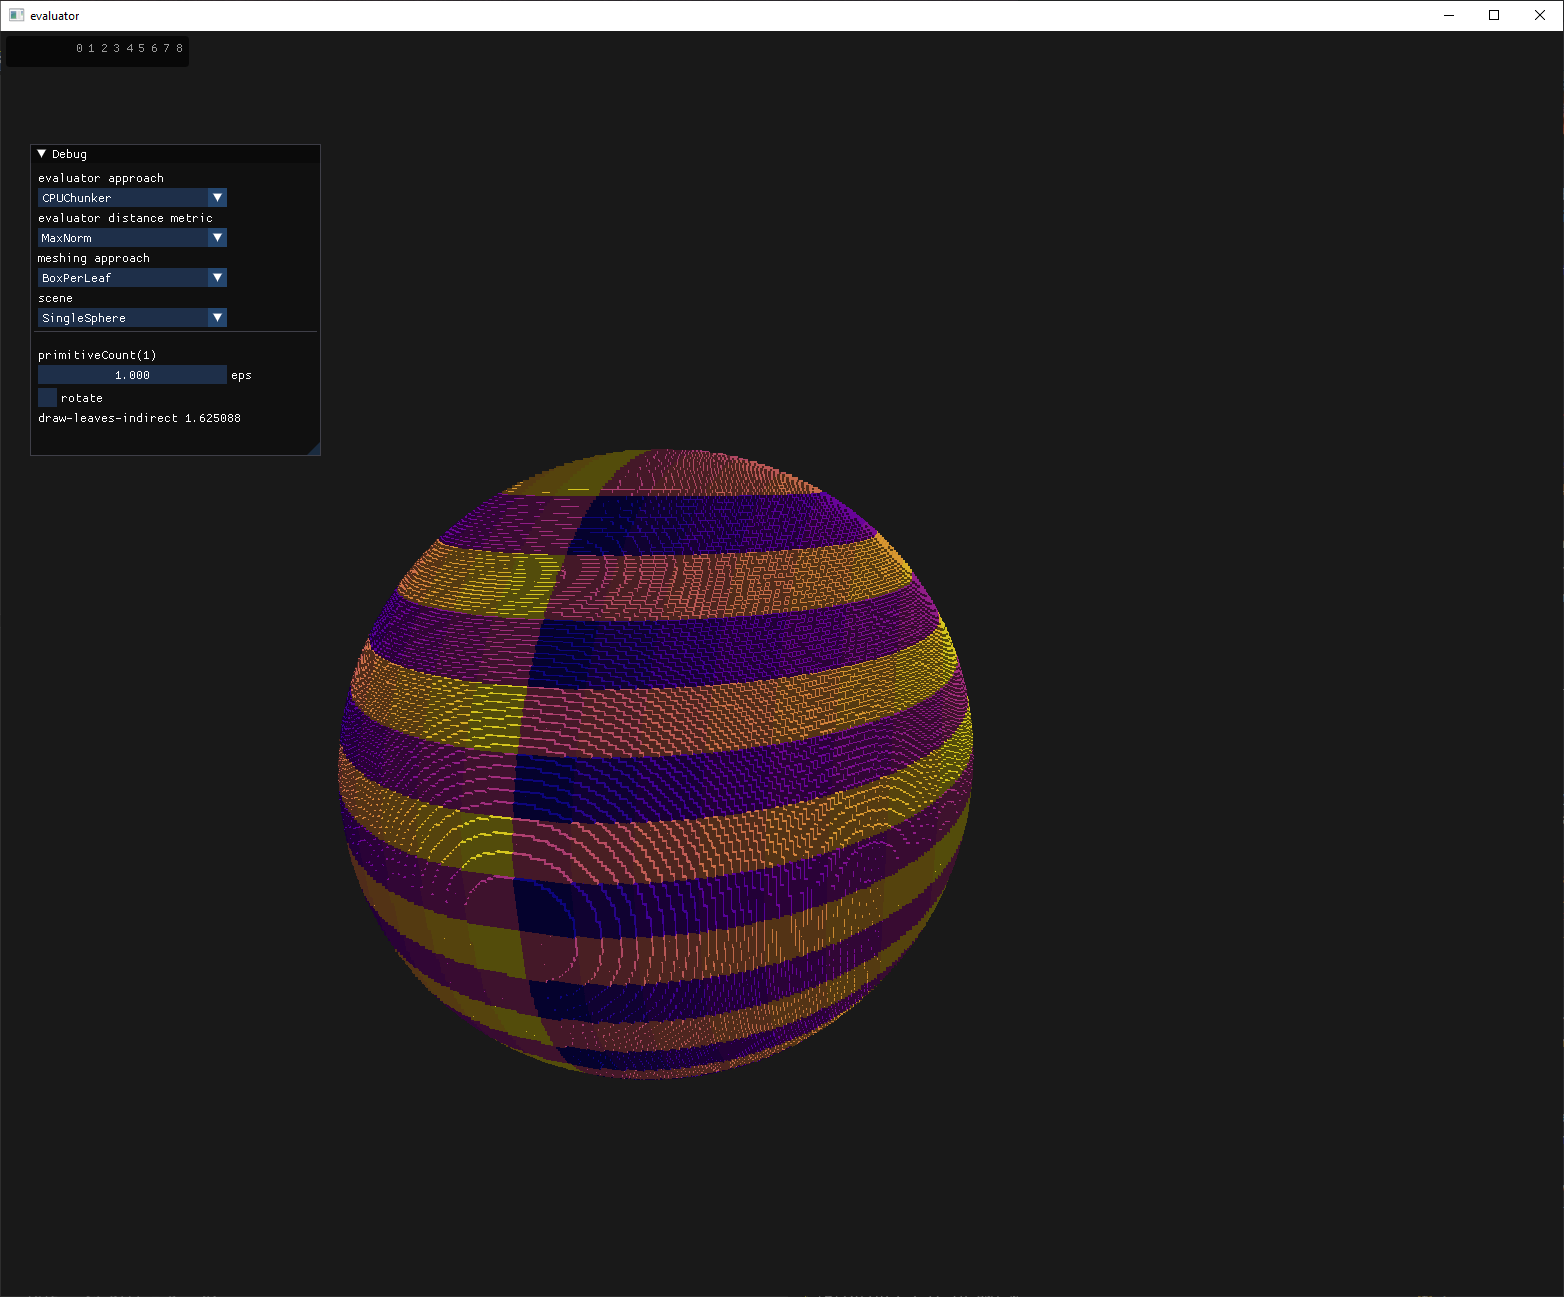 evaluator
0 1 2 3 4 5 6 7 8
Debug
evaluator approach
CPUChunker
evaluator distance metric
MaxNorm
meshing approach
BoxPerLeaf
scene
SingleSphere
primitiveCount(1)
1.000 eps
rotate
draw-leaves-indirect 1.625088